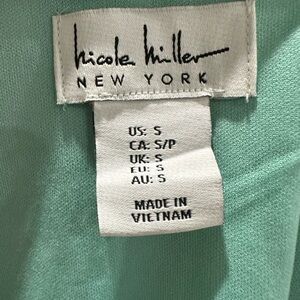 nicole miller
NEW YORK
US: S
CA: S/P
UK: S
EU: S
AU: S
MADE IN
VIETNAM